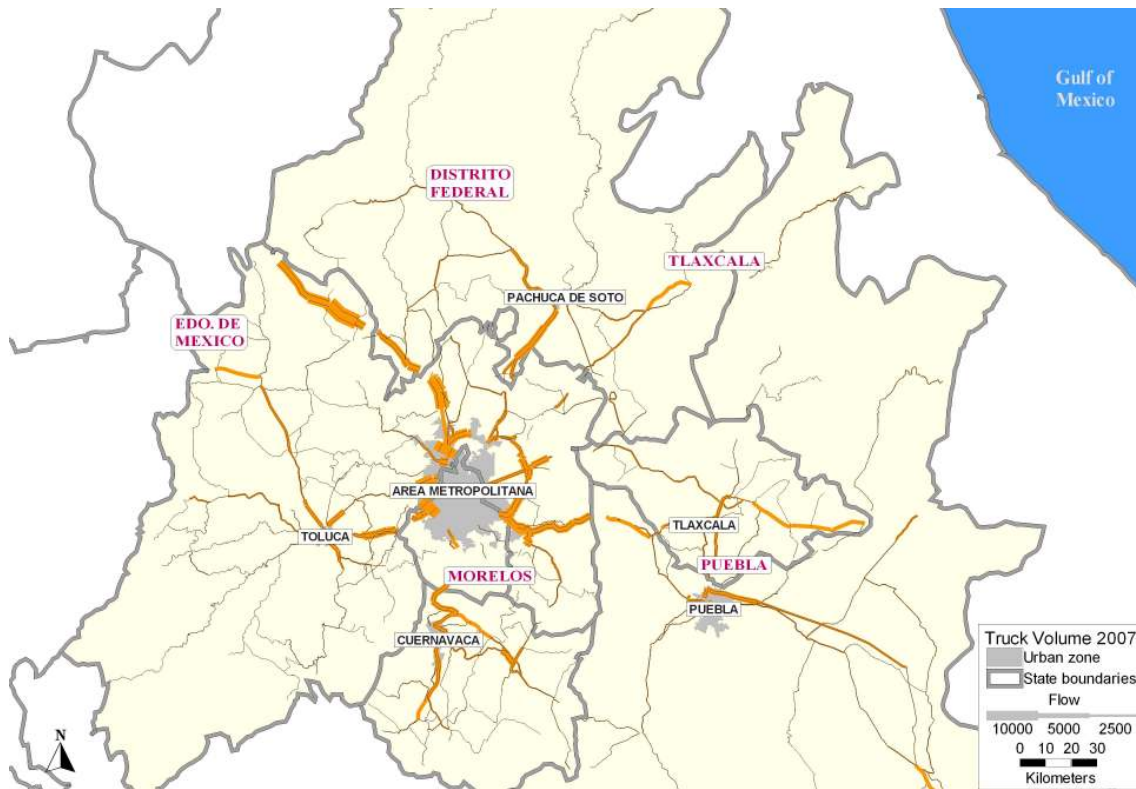 Gulf of
Mexico
DISTRITO
FEDERAL
TLAXCALA
PACHUCA DE SOTO
EDO. DE
MEXICO
AREA METROPOLITANA
TOLUCA
TLAXCALA
MORELOS
PUEBLA
PUEBLA
CUERNAVACA
Truck Volume 2007
Urban zone
State boundaries
Flow
10000 5000 2500
0 10 20 30
Kilometers
N